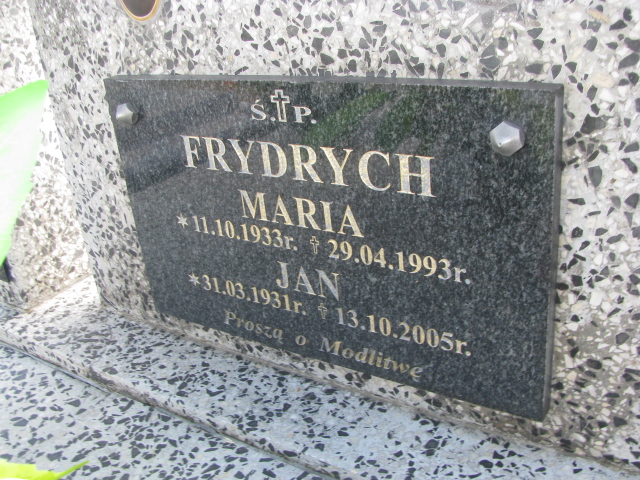 Ś. † P.
FRYDRYCH
MARIA
* 11.10.1933r. † 29.04.1993r.
JAN
* 31.03.1931r. † 13.10.2005r.
Proszą o Modlitwę